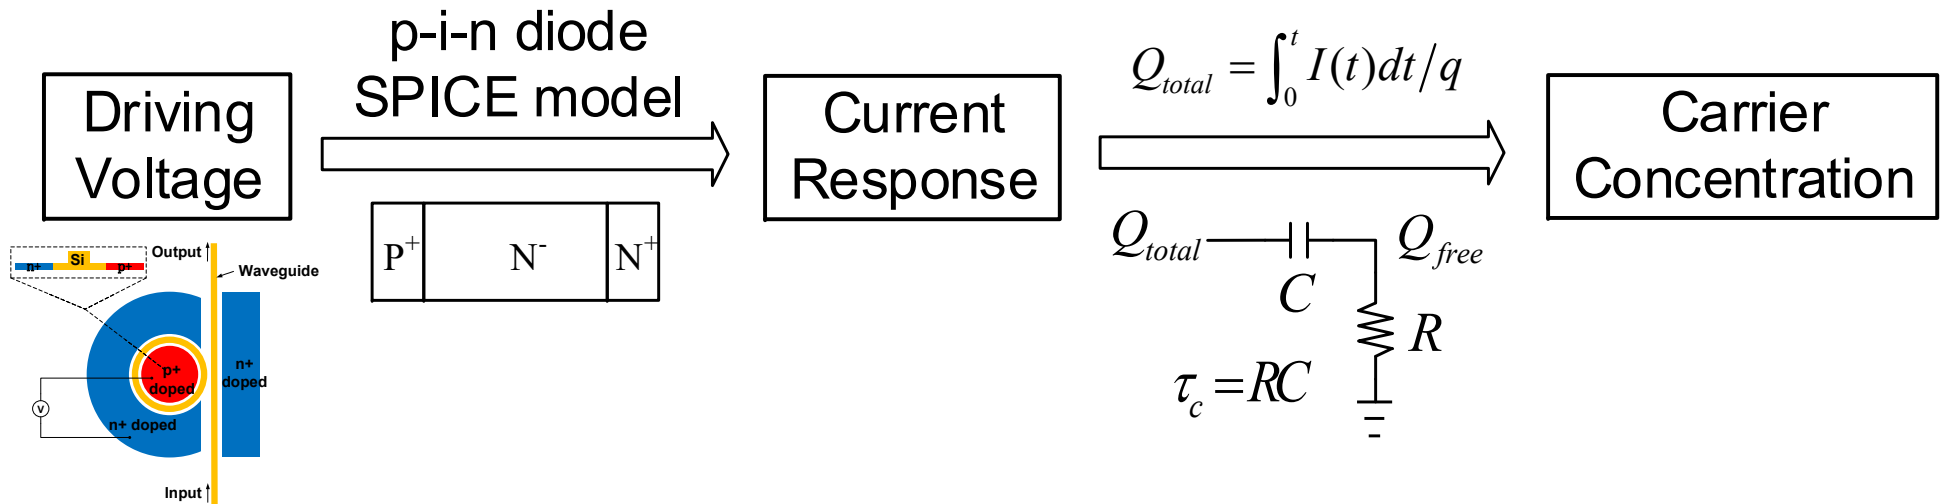 Driving
Voltage
p-i-n diode
SPICE model
P⁺ N⁻ N⁺
Current
Response
Q_total = ∫₀ᵗ I(t)dt/q
Q_total
C
Q_free
R
τ_c = RC
Carrier
Concentration
n+ Si p+
Output
Waveguide
p+
doped
n+
doped
V
n+ doped
Input